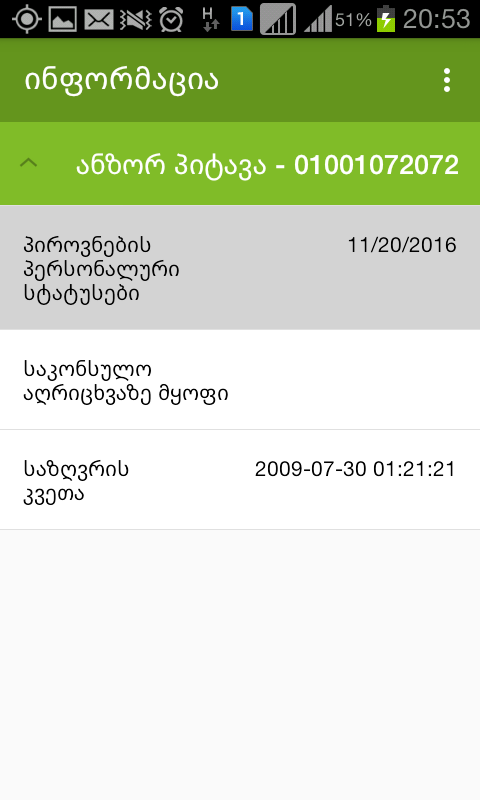 H 1 51% 20:53
ინფორმაცია
ანზორ პიტავა - 01001072072
პიროვნების 11/20/2016
პერსონალური
სტატუსები
საკონსულო
აღრიცხვაზე მყოფი
საზღვრის 2009-07-30 01:21:21
კვეთა